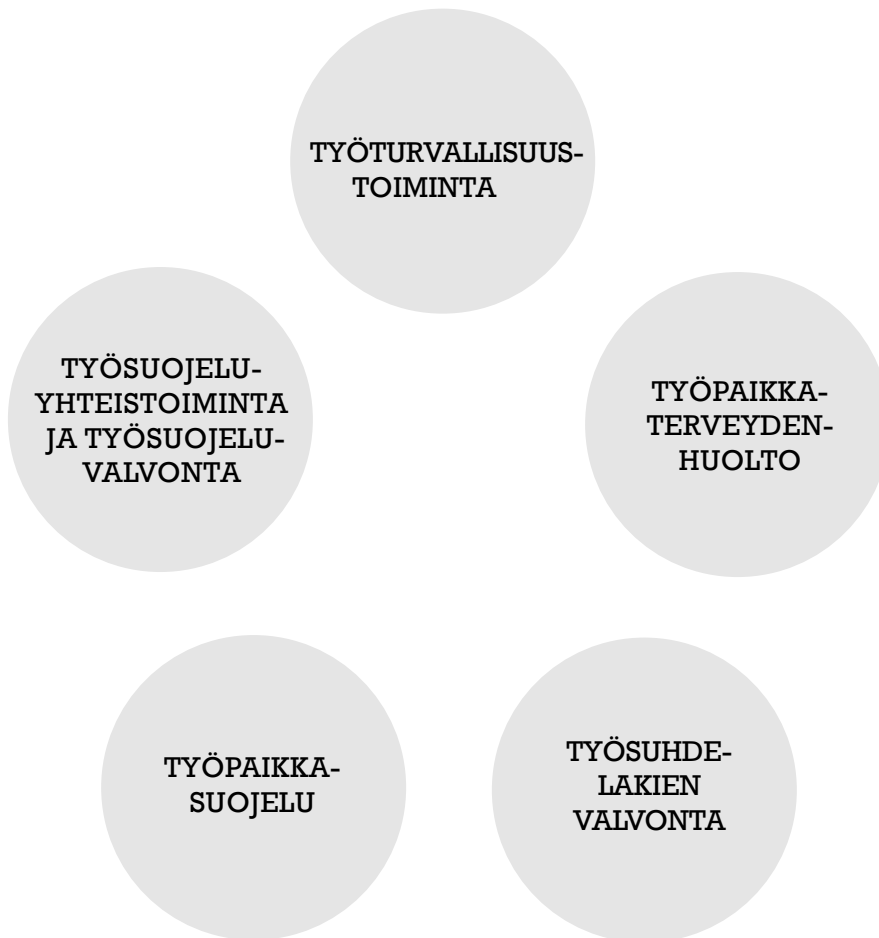 TYÖTURVALLISUUS-
TOIMINTA
TYÖSUOJELU-
YHTEISTOIMINTA
JA TYÖSUOJELU-
VALVONTA
TYÖPAIKKA-
TERVEYDEN-
HUOLTO
TYÖPAIKKA-
SUOJELU
TYÖSUHDE-
LAKIEN
VALVONTA